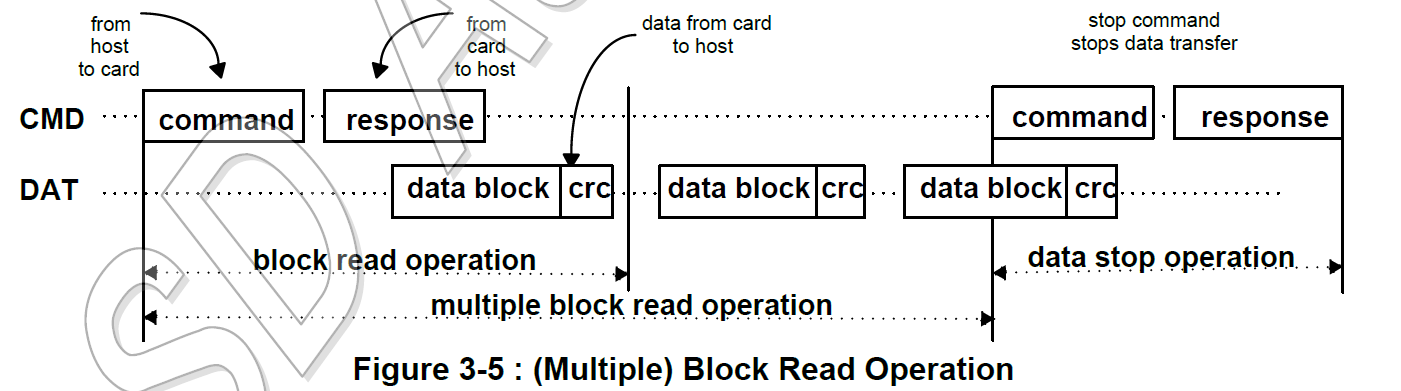 from
host
to card
from
card
to host
data from card
to host
stop command
stops data transfer
CMD
command
response
command
response
DAT
data block
crc
data block
crc
data block
crc
block read operation
data stop operation
multiple block read operation
SD A
Figure 3-5 : (Multiple) Block Read Operation